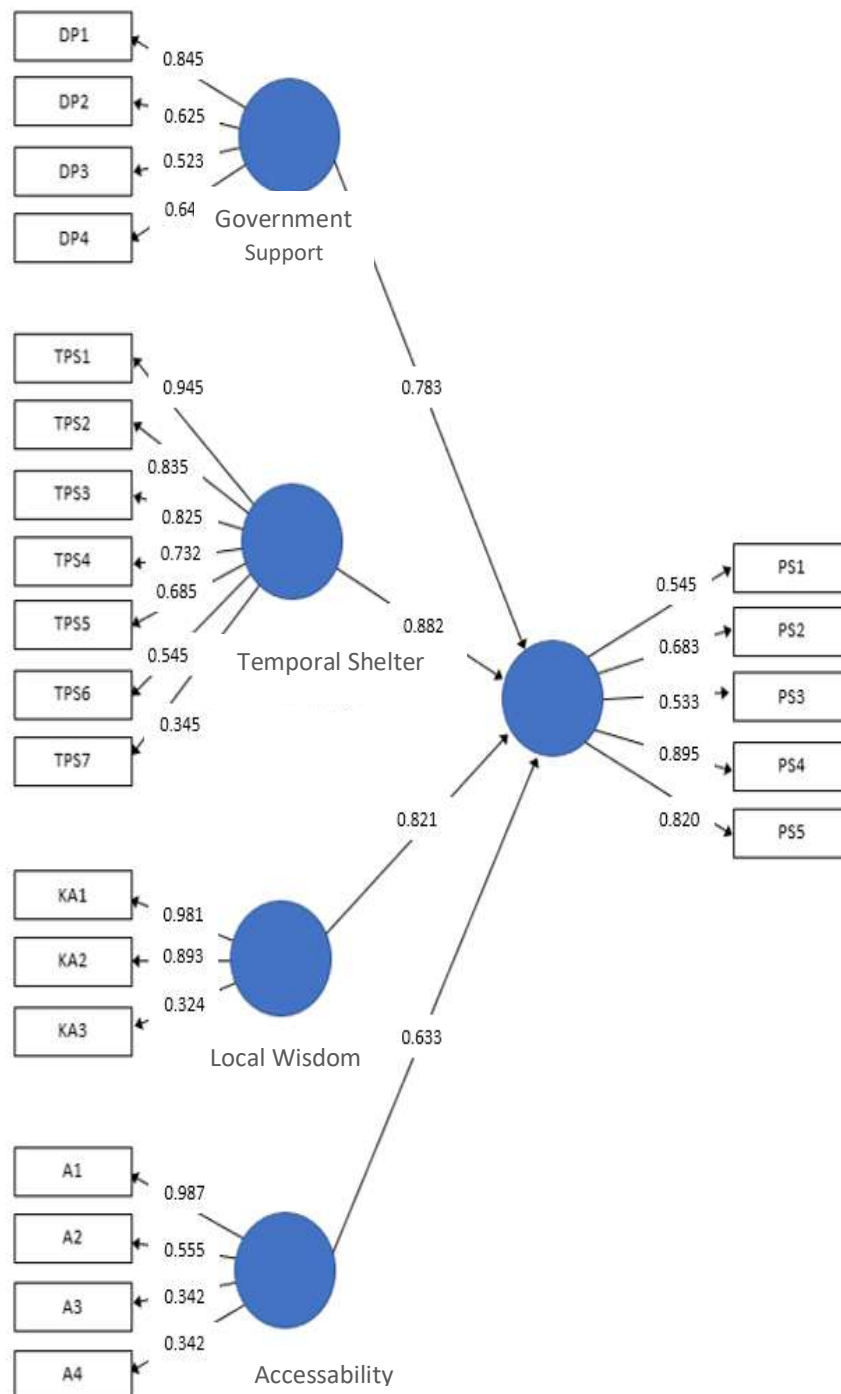 DP1
0.845
DP2
0.625
DP3
0.523
DP4
0.64
Government
Support
0.783
TPS1
0.945
TPS2
0.835
TPS3
0.825
TPS4
0.732
TPS5
0.685
TPS6
0.545
TPS7
0.345
Temporal Shelter
0.882
PS1
0.545
PS2
0.683
PS3
0.533
PS4
0.895
PS5
0.820
KA1
0.981
KA2
0.893
KA3
0.324
Local Wisdom
0.821
0.633
A1
0.987
A2
0.555
A3
0.342
A4
0.342
Accessability